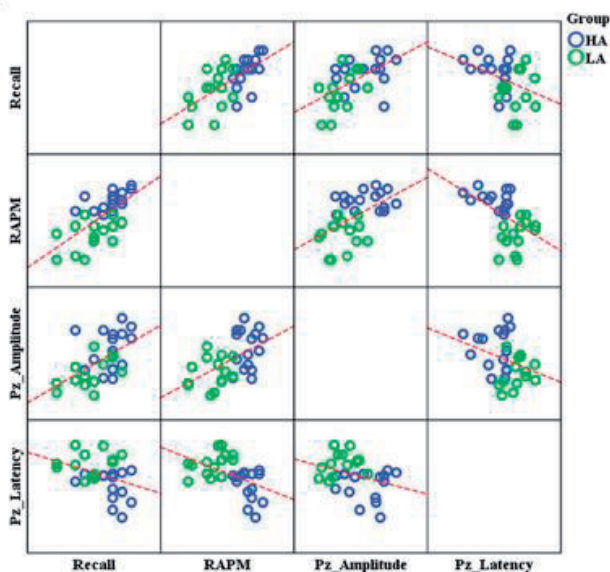 Group
HA
LA
Recall
RAPM
Pz_Amplitude
Pz_Latency
Recall RAPM Pz_Amplitude Pz_Latency